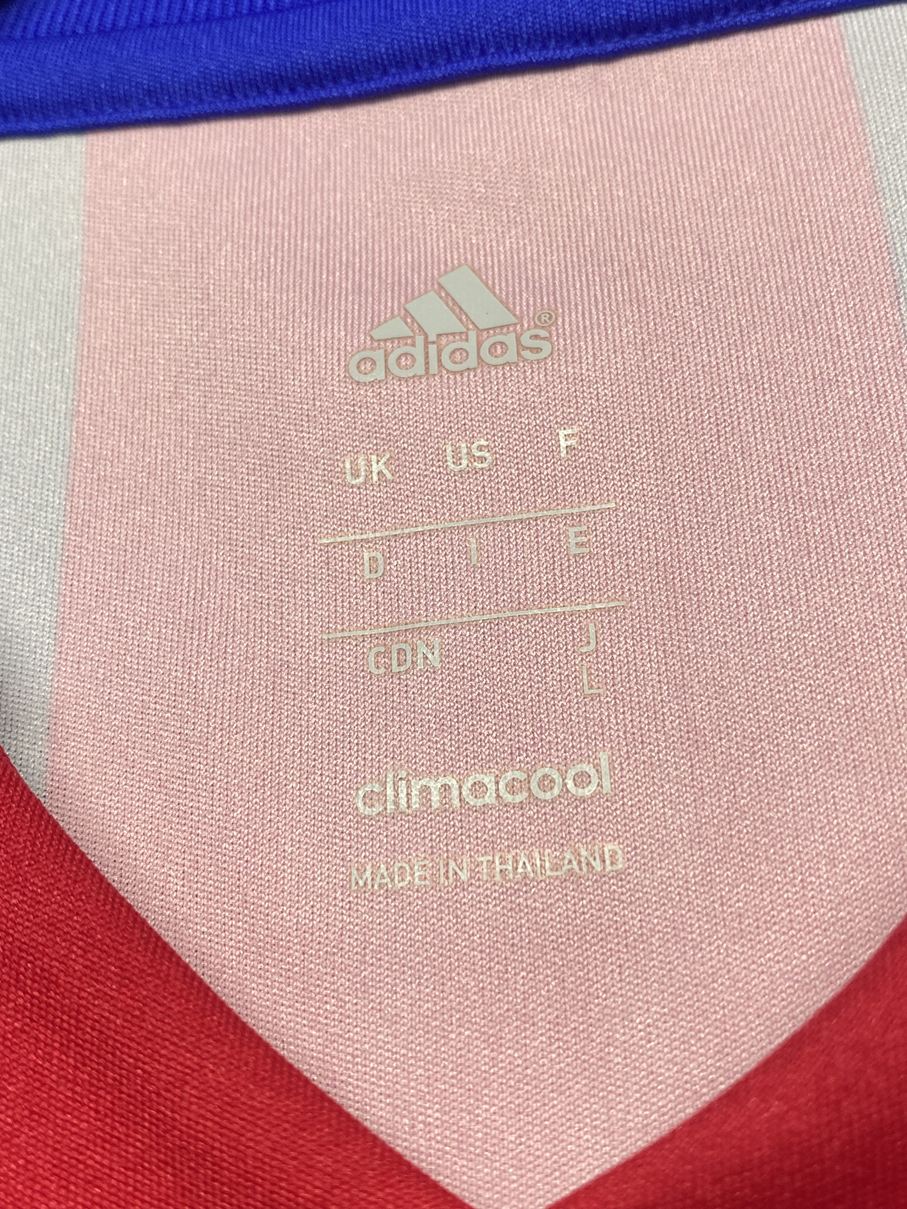 adidas®
UK US F
D I E
CDN J
L
climacool
MADE IN THAILAND